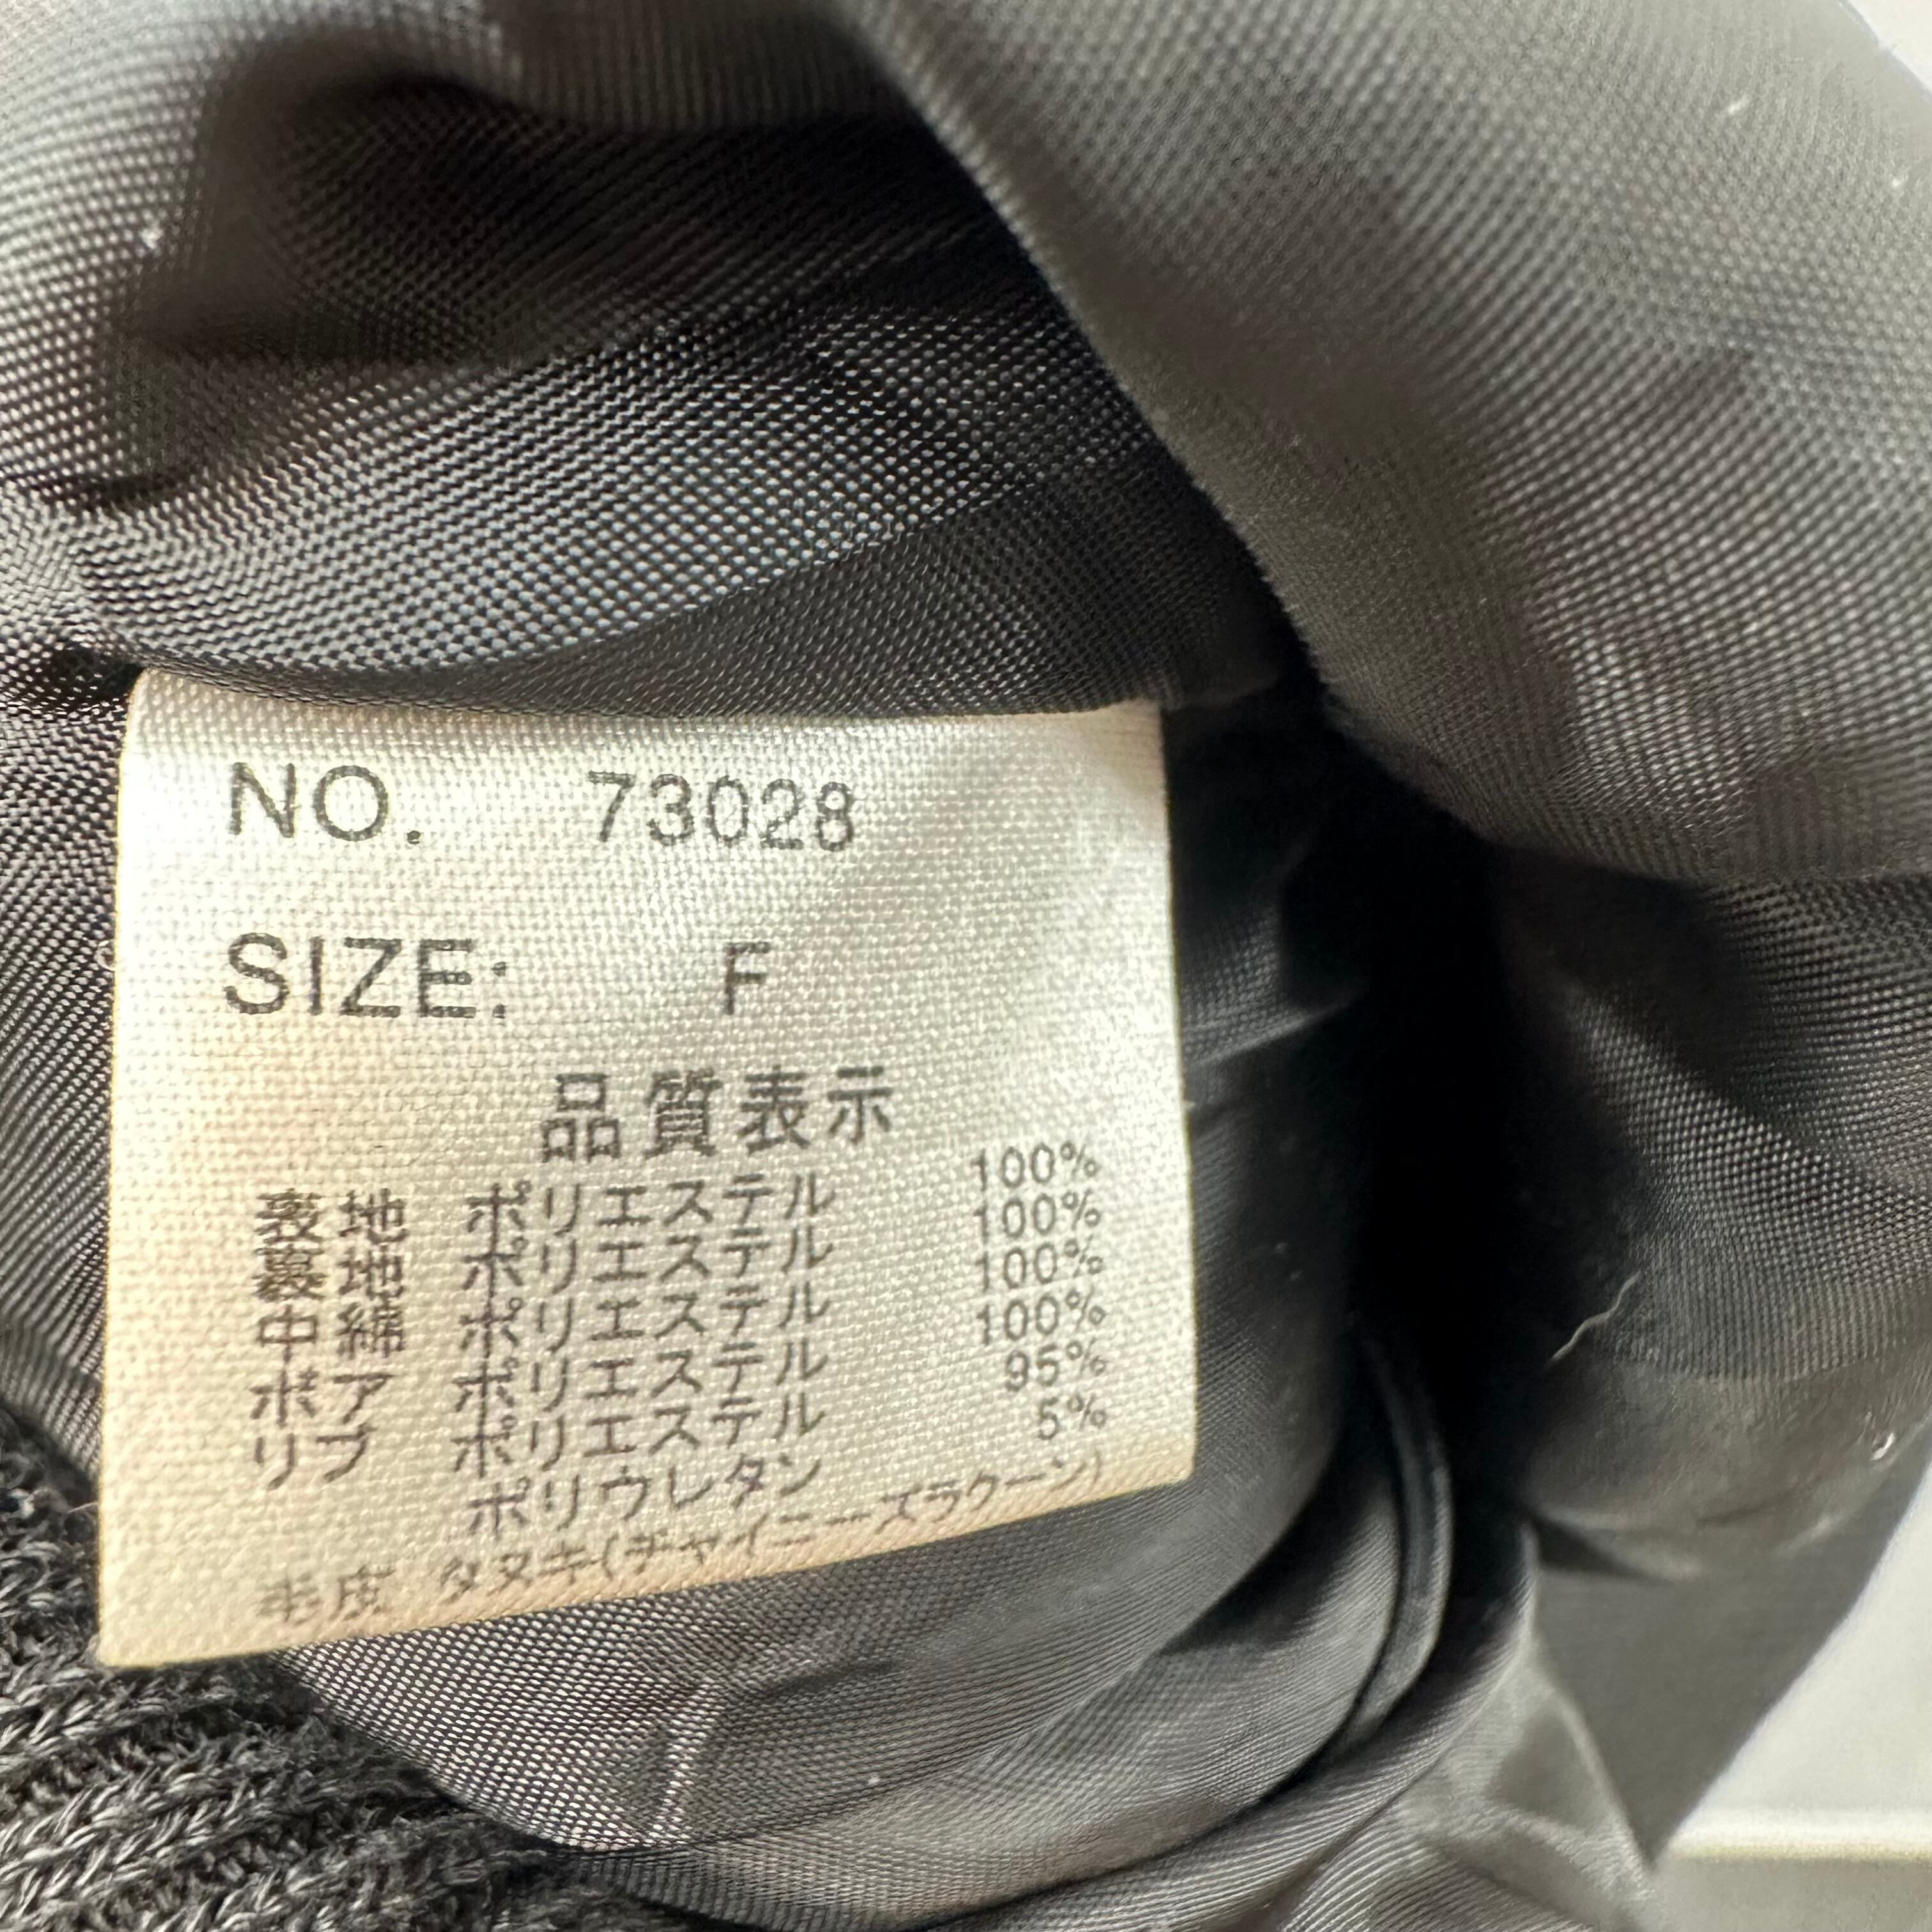 NO. 73028
SIZE: F
品質表示
表地 ポリエステル 100%
裏地 ポリエステル 100%
中綿 ポリエステル 100%
ボア ポリエステル 100%
リブ ポリエステル 95%
ポリウレタン 5%
毛皮 タヌキ(チャイニーズラクーン)